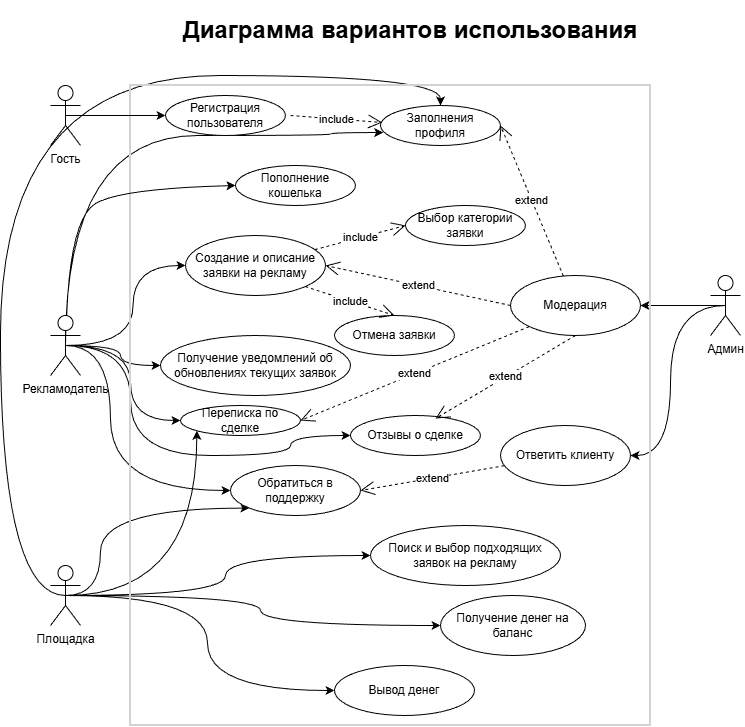 Диаграмма вариантов использования
Гость
Регистрация
пользователя
include
Заполнения
профиля
Пополнение
кошелька
extend
Выбор категории
заявки
include
Создание и описание
заявки на рекламу
extend
include
Модерация
Админ
Отмена заявки
Рекламодатель
Получение уведомлений об
обновлениях текущих заявок
extend
extend
Переписка по
сделке
Отзывы о сделке
Ответить клиенту
extend
Обратиться в
поддержку
Поиск и выбор подходящих
заявок на рекламу
Площадка
Получение денег на
баланс
Вывод денег